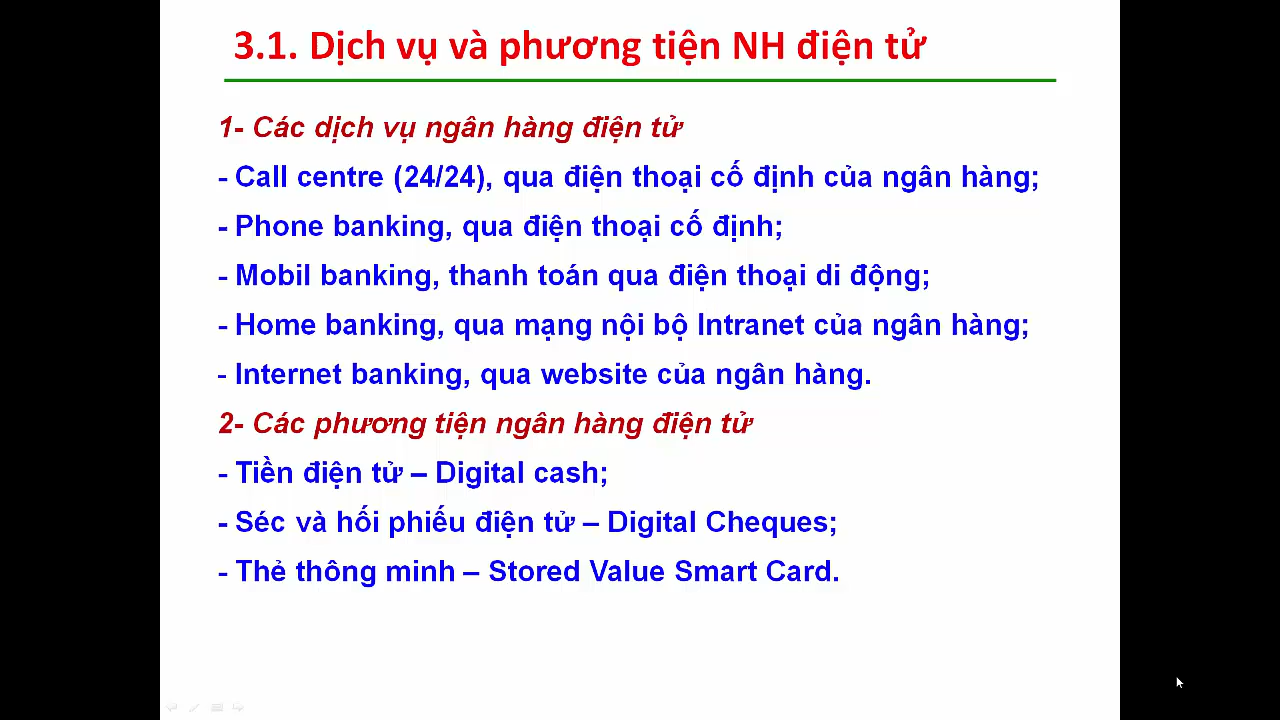 3.1. Dịch vụ và phương tiện NH điện tử
1- Các dịch vụ ngân hàng điện tử
- Call centre (24/24), qua điện thoại cố định của ngân hàng;
- Phone banking, qua điện thoại cố định;
- Mobil banking, thanh toán qua điện thoại di động;
- Home banking, qua mạng nội bộ Intranet của ngân hàng;
- Internet banking, qua website của ngân hàng.
2- Các phương tiện ngân hàng điện tử
- Tiền điện tử – Digital cash;
- Séc và hối phiếu điện tử – Digital Cheques;
- Thẻ thông minh – Stored Value Smart Card.